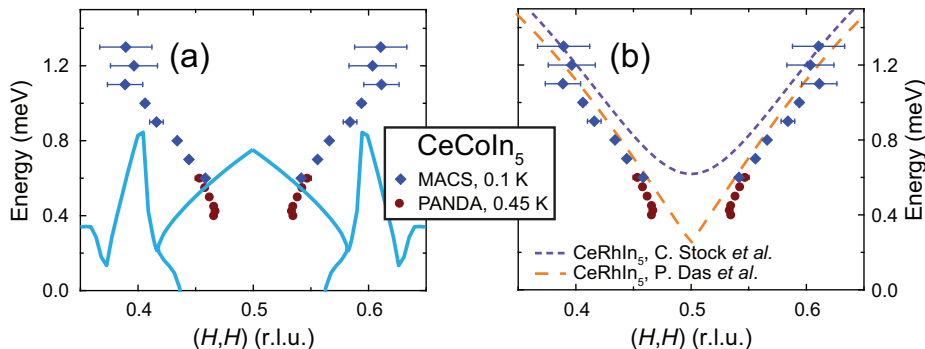 (a)
(b)
1.2
0.8
0.4
0.0
Energy (meV)
0.4
0.5
0.6
(H,H) (r.l.u.)
CeCoIn5
MACS, 0.1 K
PANDA, 0.45 K
CeRhIn5, C. Stock et al.
CeRhIn5, P. Das et al.
0.4
0.5
0.6
(H,H) (r.l.u.)
1.2
0.8
0.4
0.0
Energy (meV)